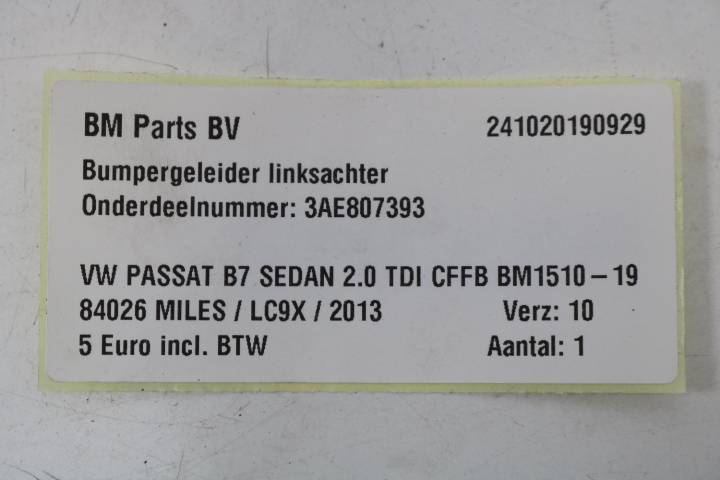 BM Parts BV 241020190929
Bumpergeleider linksachter
Onderdeelnummer: 3AE807393
VW PASSAT B7 SEDAN 2.0 TDI CFFB BM1510-19
84026 MILES / LC9X / 2013 Verz: 10
5 Euro incl. BTW Aantal: 1